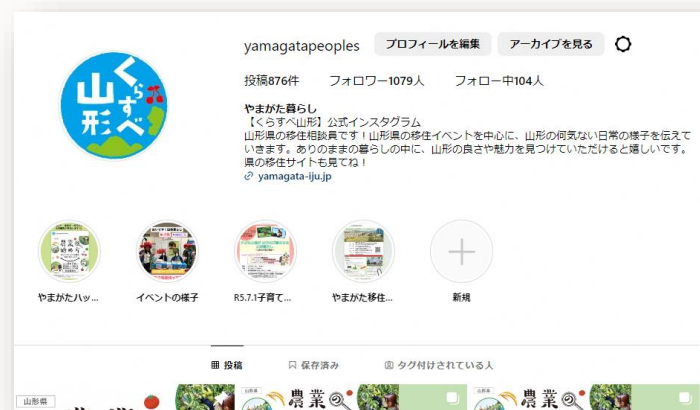 yamagatapeoples
プロフィールを編集
アーカイブを見る
投稿876件
フォロワー1079人
フォロー中104人
くらすべ
山形
やまがた暮らし
【くらすべ山形】公式インスタグラム
山形県の移住相談員です！山形県の移住イベントを中心に、山形の何気ない日常の様子を伝えて
いきます。ありのままの暮らしの中に、山形の良さや魅力を見つけていただけると嬉しいです。
県の移住サイトも見てね！
yamagata-iju.jp
やまがたハッ...
イベントの様子
R5.7.1子育て...
やまがた移住...
新規
投稿
保存済み
タグ付けされている人
山形県
山形県
農業の
山形県
農業の